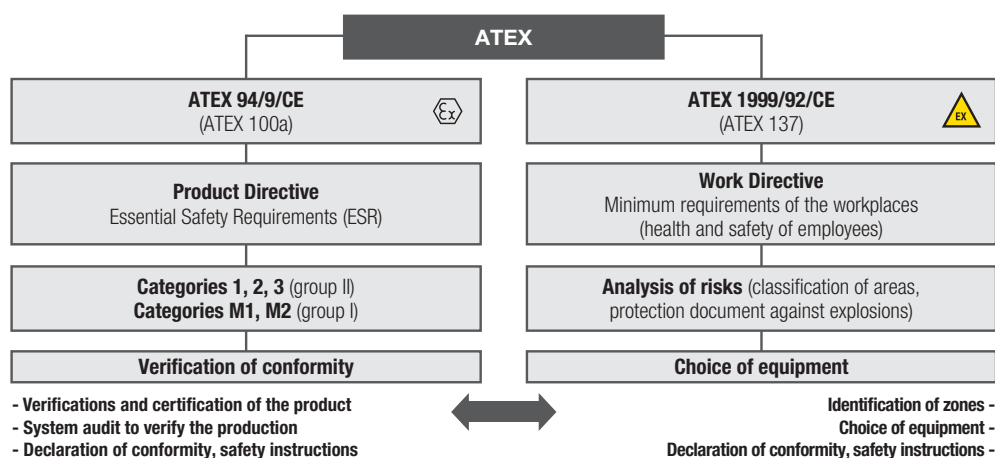 ATEX
ATEX 94/9/CE
(ATEX 100a)
Ex
Product Directive
Essential Safety Requirements (ESR)
Categories 1, 2, 3 (group II)
Categories M1, M2 (group I)
Verification of conformity
- Verifications and certification of the product
- System audit to verify the production
- Declaration of conformity, safety instructions
ATEX 1999/92/CE
(ATEX 137)
EX
Work Directive
Minimum requirements of the workplaces
(health and safety of employees)
Analysis of risks (classification of areas,
protection document against explosions)
Choice of equipment
Identification of zones -
Choice of equipment -
Declaration of conformity, safety instructions -